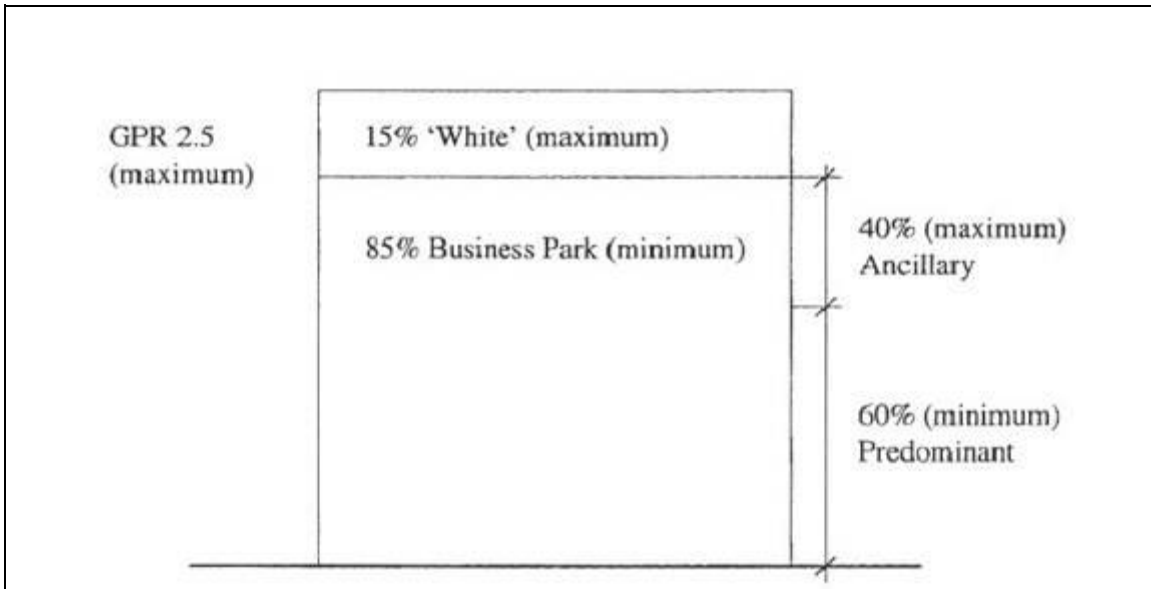 GPR 2.5
(maximum)
15% ‘White’ (maximum)
85% Business Park (minimum)
40% (maximum)
Ancillary
60% (minimum)
Predominant